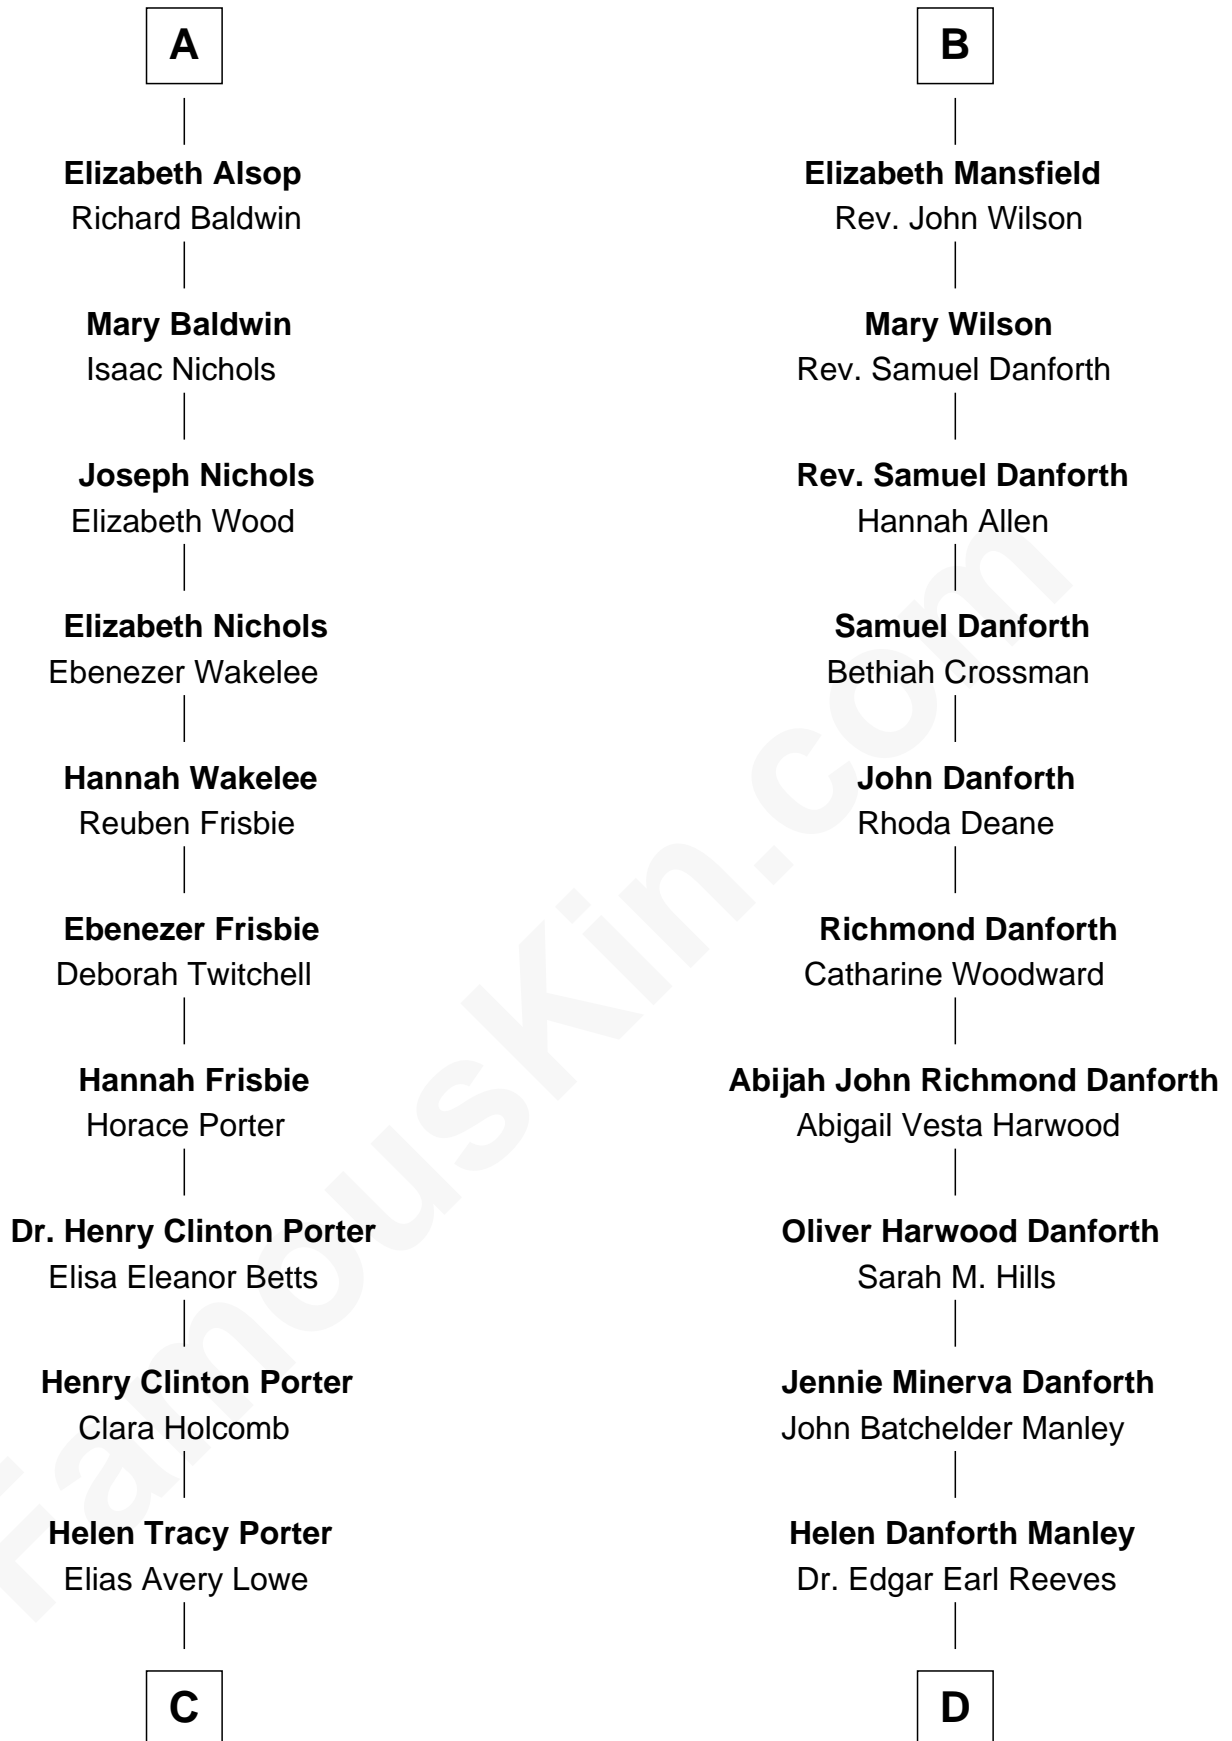 A
Elizabeth Alsop
Richard Baldwin
Mary Baldwin
Isaac Nichols
Joseph Nichols
Elizabeth Wood
Elizabeth Nichols
Ebenezer Wakelee
Hannah Wakelee
Reuben Frisbie
Ebenezer Frisbie
Deborah Twitchell
Hannah Frisbie
Horace Porter
Dr. Henry Clinton Porter
Elisa Eleanor Betts
Henry Clinton Porter
Clara Holcomb
Helen Tracy Porter
Elias Avery Lowe
C
B
Elizabeth Mansfield
Rev. John Wilson
Mary Wilson
Rev. Samuel Danforth
Rev. Samuel Danforth
Hannah Allen
Samuel Danforth
Bethiah Crossman
John Danforth
Rhoda Deane
Richmond Danforth
Catharine Woodward
Abijah John Richmond Danforth
Abigail Vesta Harwood
Oliver Harwood Danforth
Sarah M. Hills
Jennie Minerva Danforth
John Batchelder Manley
Helen Danforth Manley
Dr. Edgar Earl Reeves
D
FamousKin.com